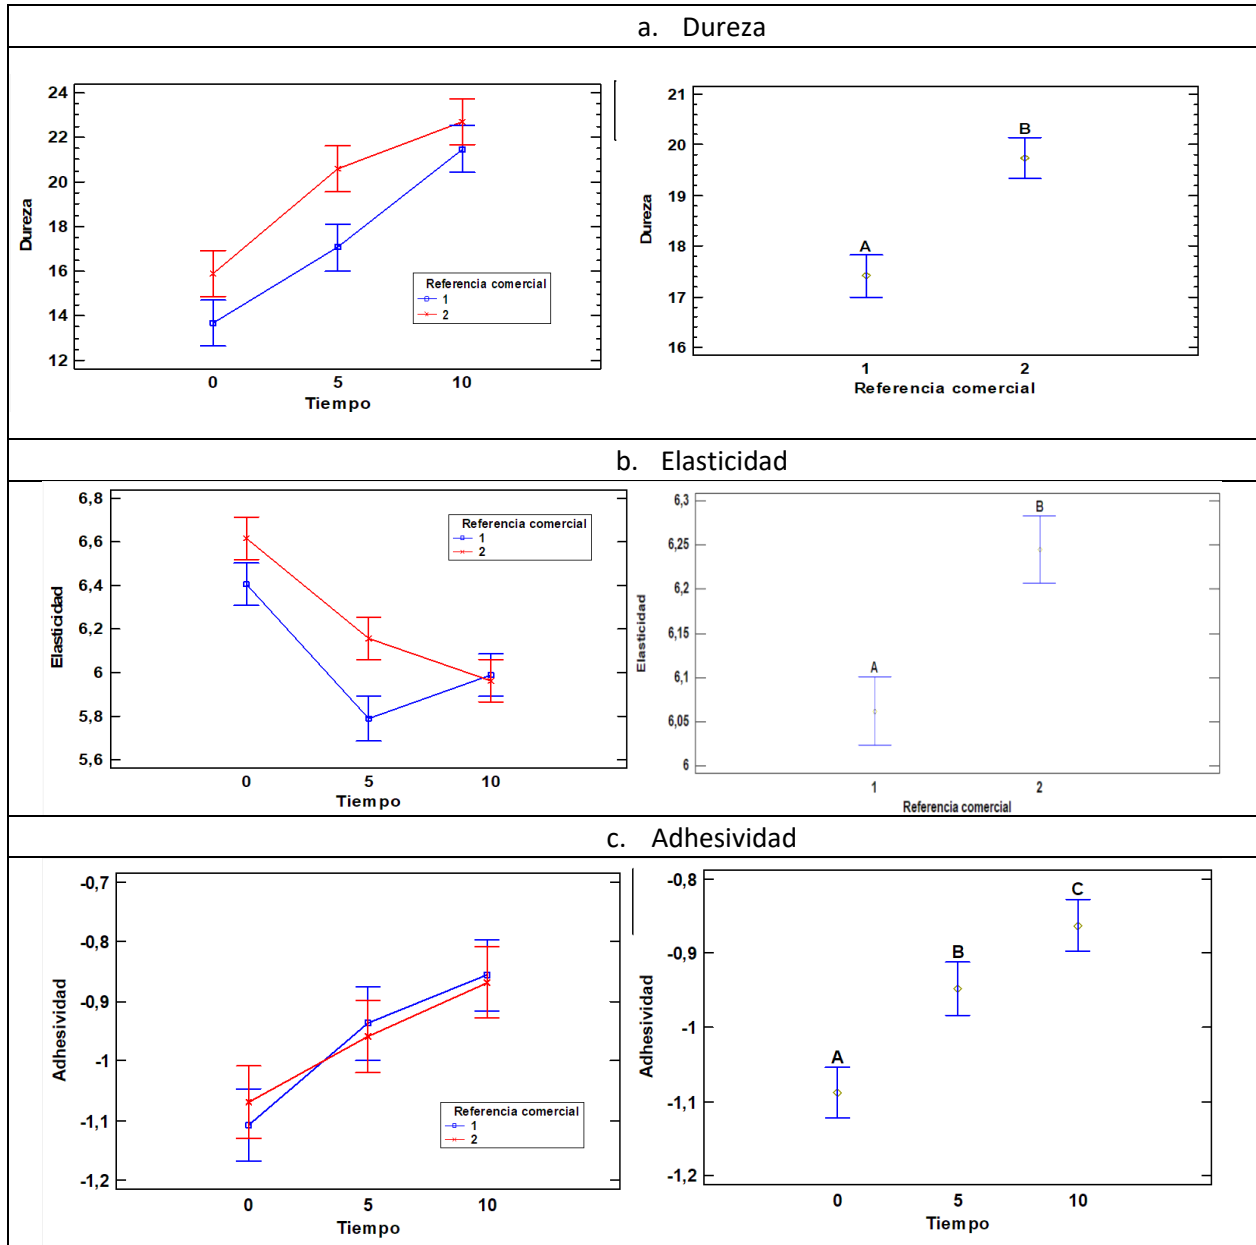 a. Dureza
24
22
20
18
16
14
12
Dureza
0 5 10
Tiempo
Referencia comercial
1
2
21
20
19
18
17
16
Dureza
A
B
1 2
Referencia comercial
b. Elasticidad
6,8
6,6
6,4
6,2
6
5,8
5,6
Elasticidad
0 5 10
Tiempo
Referencia comercial
1
2
6,3
6,25
6,2
6,15
6,1
6,05
6
Elasticidad
A
B
1 2
Referencia comercial
c. Adhesividad
-0,7
-0,8
-0,9
-1
-1,1
-1,2
Adhesividad
0 5 10
Tiempo
Referencia comercial
1
2
-0,8
-0,9
-1
-1,1
-1,2
Adhesividad
A
B
C
0 5 10
Tiempo